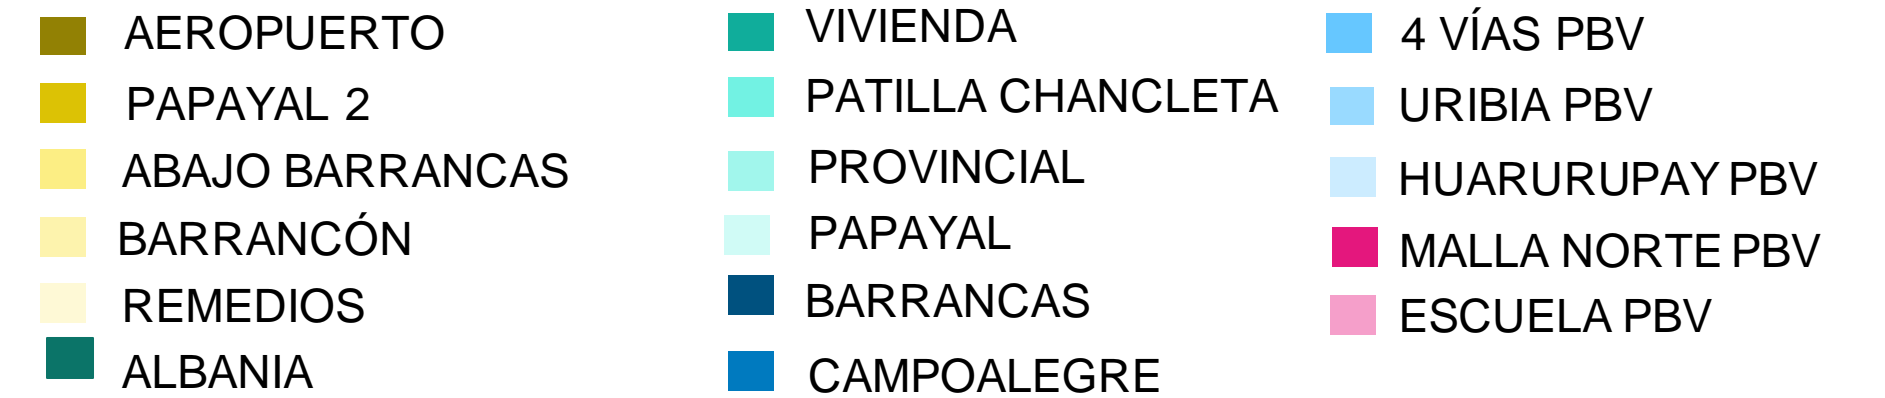 AEROPUERTO
PAPAYAL 2
ABAJO BARRANCAS
BARRANCÓN
REMEDIOS
ALBANIA
VIVIENDA
PATILLA CHANCLETA
PROVINCIAL
PAPAYAL
BARRANCAS
CAMPOALEGRE
4 VÍAS PBV
URIBIA PBV
HUARURUPAY PBV
MALLA NORTE PBV
ESCUELA PBV